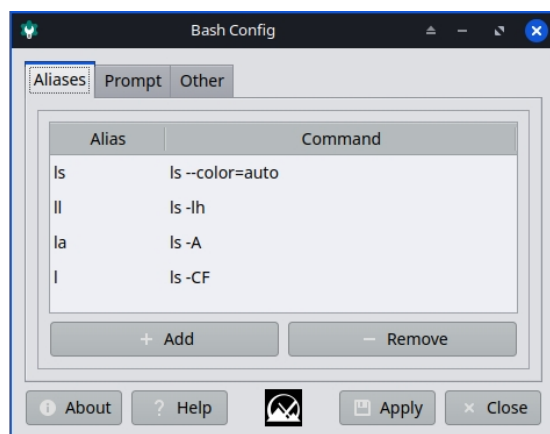 Bash Config
Aliases Prompt Other
Alias Command
ls ls --color=auto
ll ls -lh
la ls -A
l ls -CF
+ Add − Remove
About ? Help Apply × Close